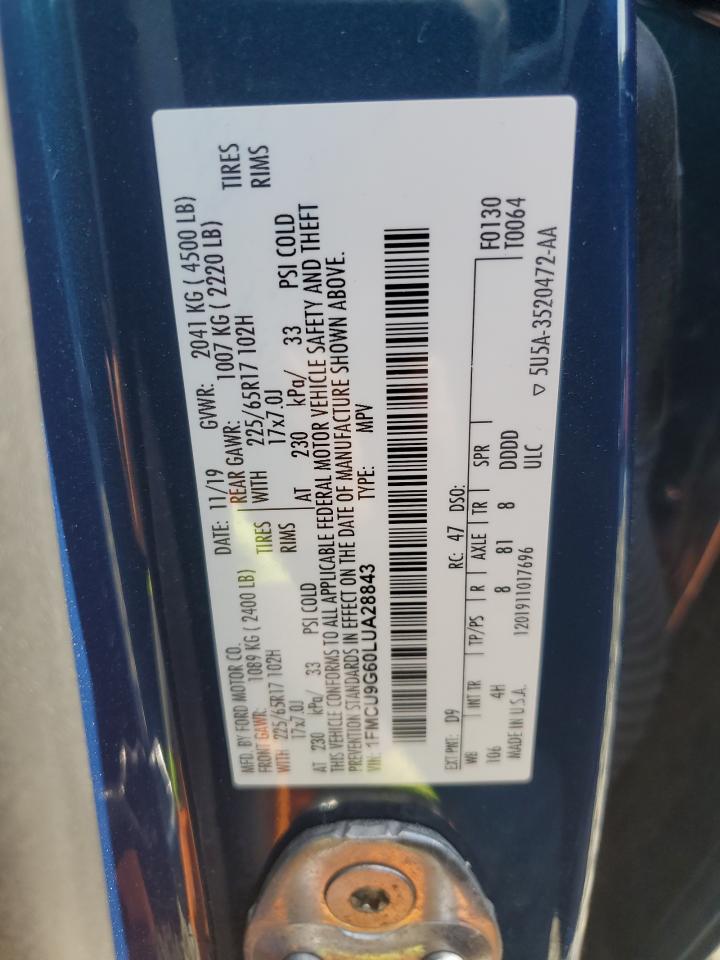 MFD. BY FORD MOTOR CO.
DATE: 11/19 GVWR: 2041 KG ( 4500 LB)
FRONT GAWR: 1089 KG ( 2400 LB) REAR GAWR: 1007 KG ( 2220 LB)
WITH 225/65R17 102H TIRES WITH 225/65R17 102H TIRES
17x7.0J RIMS 17x7.0J RIMS
AT 230 kPa/ 33 PSI COLD AT 230 kPa/ 33 PSI COLD
THIS VEHICLE CONFORMS TO ALL APPLICABLE FEDERAL MOTOR VEHICLE SAFETY AND THEFT
PREVENTION STANDARDS IN EFFECT ON THE DATE OF MANUFACTURE SHOWN ABOVE.
VIN: 1FMCU9G60LUA28843 TYPE: MPV
EXT PNT: D9 RC: 47 DSO: F0130
WB INT TR TP/PS R AXLE TR SPR T0064
106 4H 8 81 8 DDDD
MADE IN U.S.A. 1201911017696 ULC ▽ 5U5A-3520472-AA